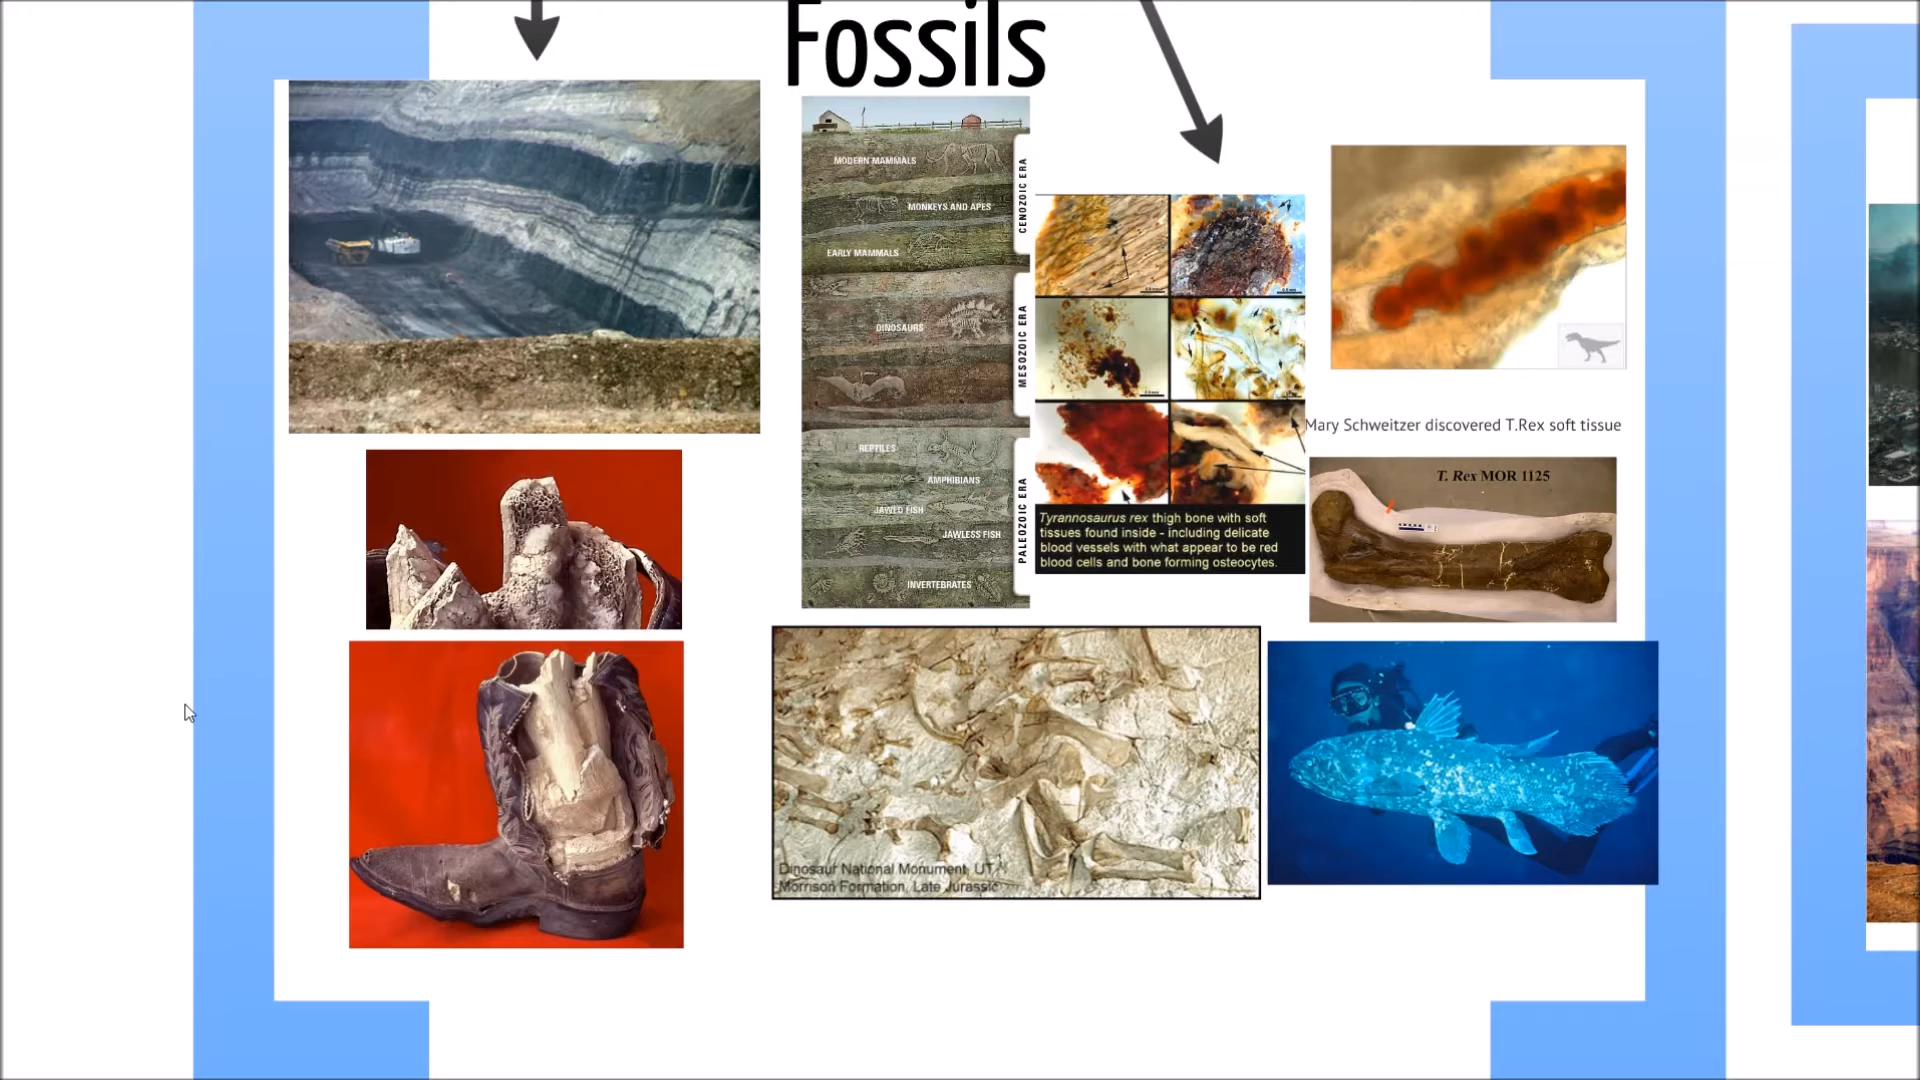 Fossils
MODERN MAMMALS
MONKEYS AND APES
EARLY MAMMALS
CENOZOIC ERA
DINOSAURS
MESOZOIC ERA
REPTILES
AMPHIBIANS
JAWED FISH
JAWLESS FISH
INVERTEBRATES
PALEOZOIC ERA
Tyrannosaurus rex thigh bone with soft
tissues found inside - including delicate
blood vessels with what appear to be red
blood cells and bone forming osteocytes.
Mary Schweitzer discovered T.Rex soft tissue
T. Rex MOR 1125
Dinosaur National Monument, UT
Morrison Formation, Late Jurassic